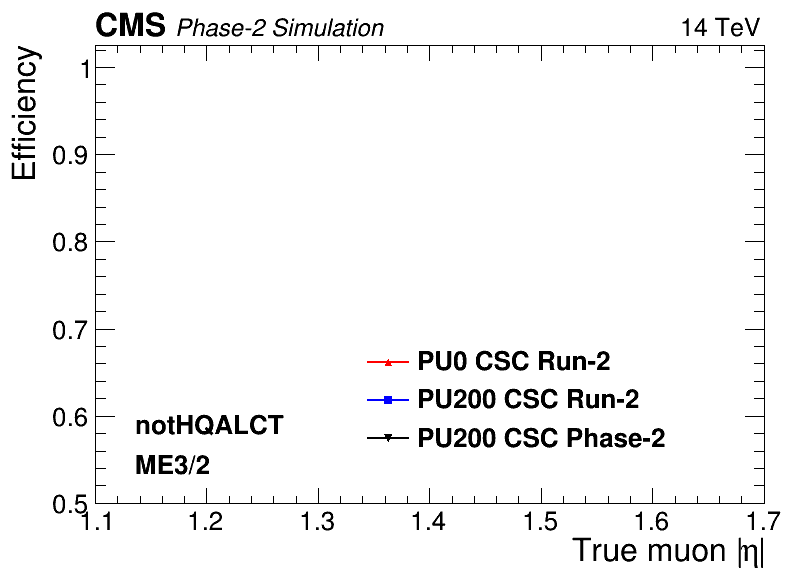 CMS Phase-2 Simulation 14 TeV
Efficiency
1
0.9
0.8
0.7
0.6
0.5
PU0 CSC Run-2
PU200 CSC Run-2
PU200 CSC Phase-2
notHQALCT
ME3/2
1.1 1.2 1.3 1.4 1.5 1.6 1.7
True muon |η|